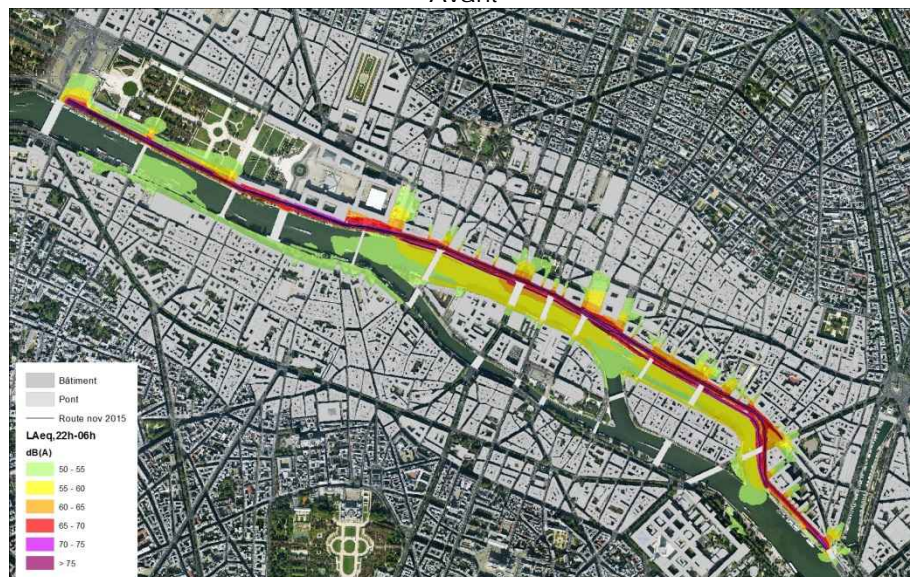 Avant
Bâtiment
Pont
Route nov 2015
LAeq,22h-06h
dB(A)
50 - 55
55 - 60
60 - 65
65 - 70
70 - 75
> 75